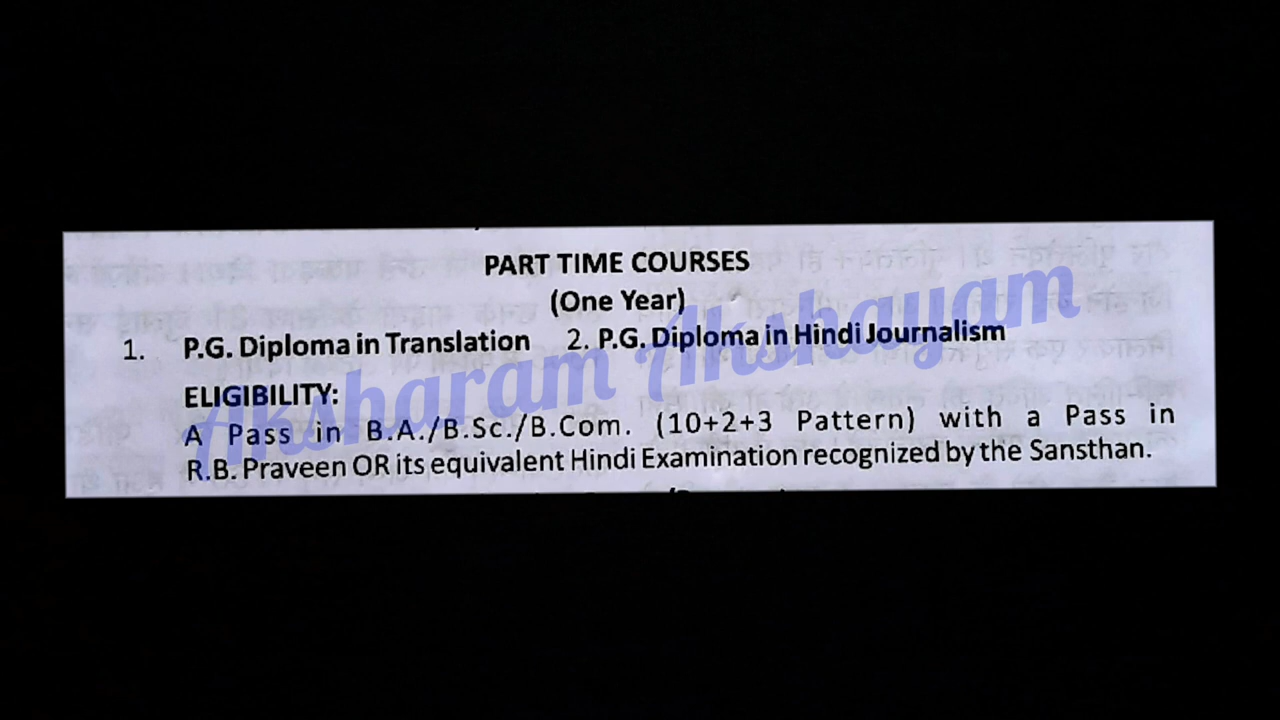 PART TIME COURSES
(One Year)
1. P.G. Diploma in Translation 2. P.G. Diploma in Hindi Journalism
ELIGIBILITY:
A Pass in B.A./B.Sc./B.Com. (10+2+3 Pattern) with a Pass in
R.B. Praveen OR its equivalent Hindi Examination recognized by the Sansthan.
Aksharam Akshayam